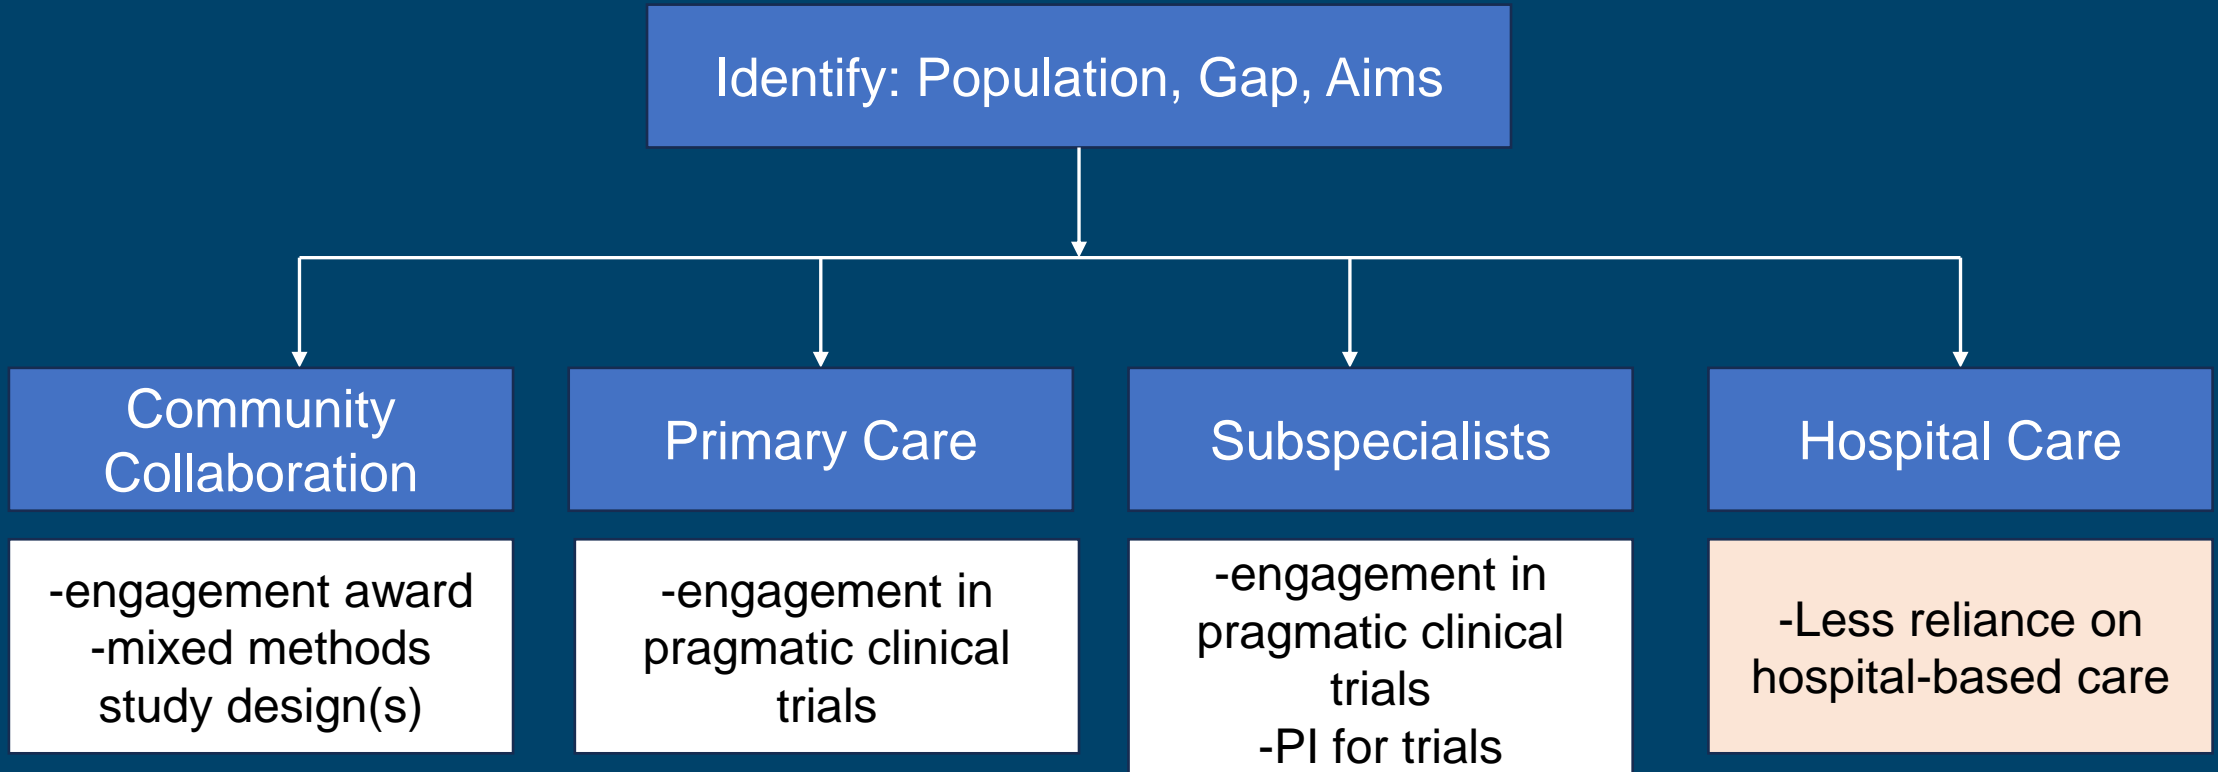 Identify: Population, Gap, Aims
Community
Collaboration
Primary Care
Subspecialists
Hospital Care
-engagement award
-mixed methods
study design(s)
-engagement in
pragmatic clinical
trials
-engagement in
pragmatic clinical
trials
-PI for trials
-Less reliance on
hospital-based care